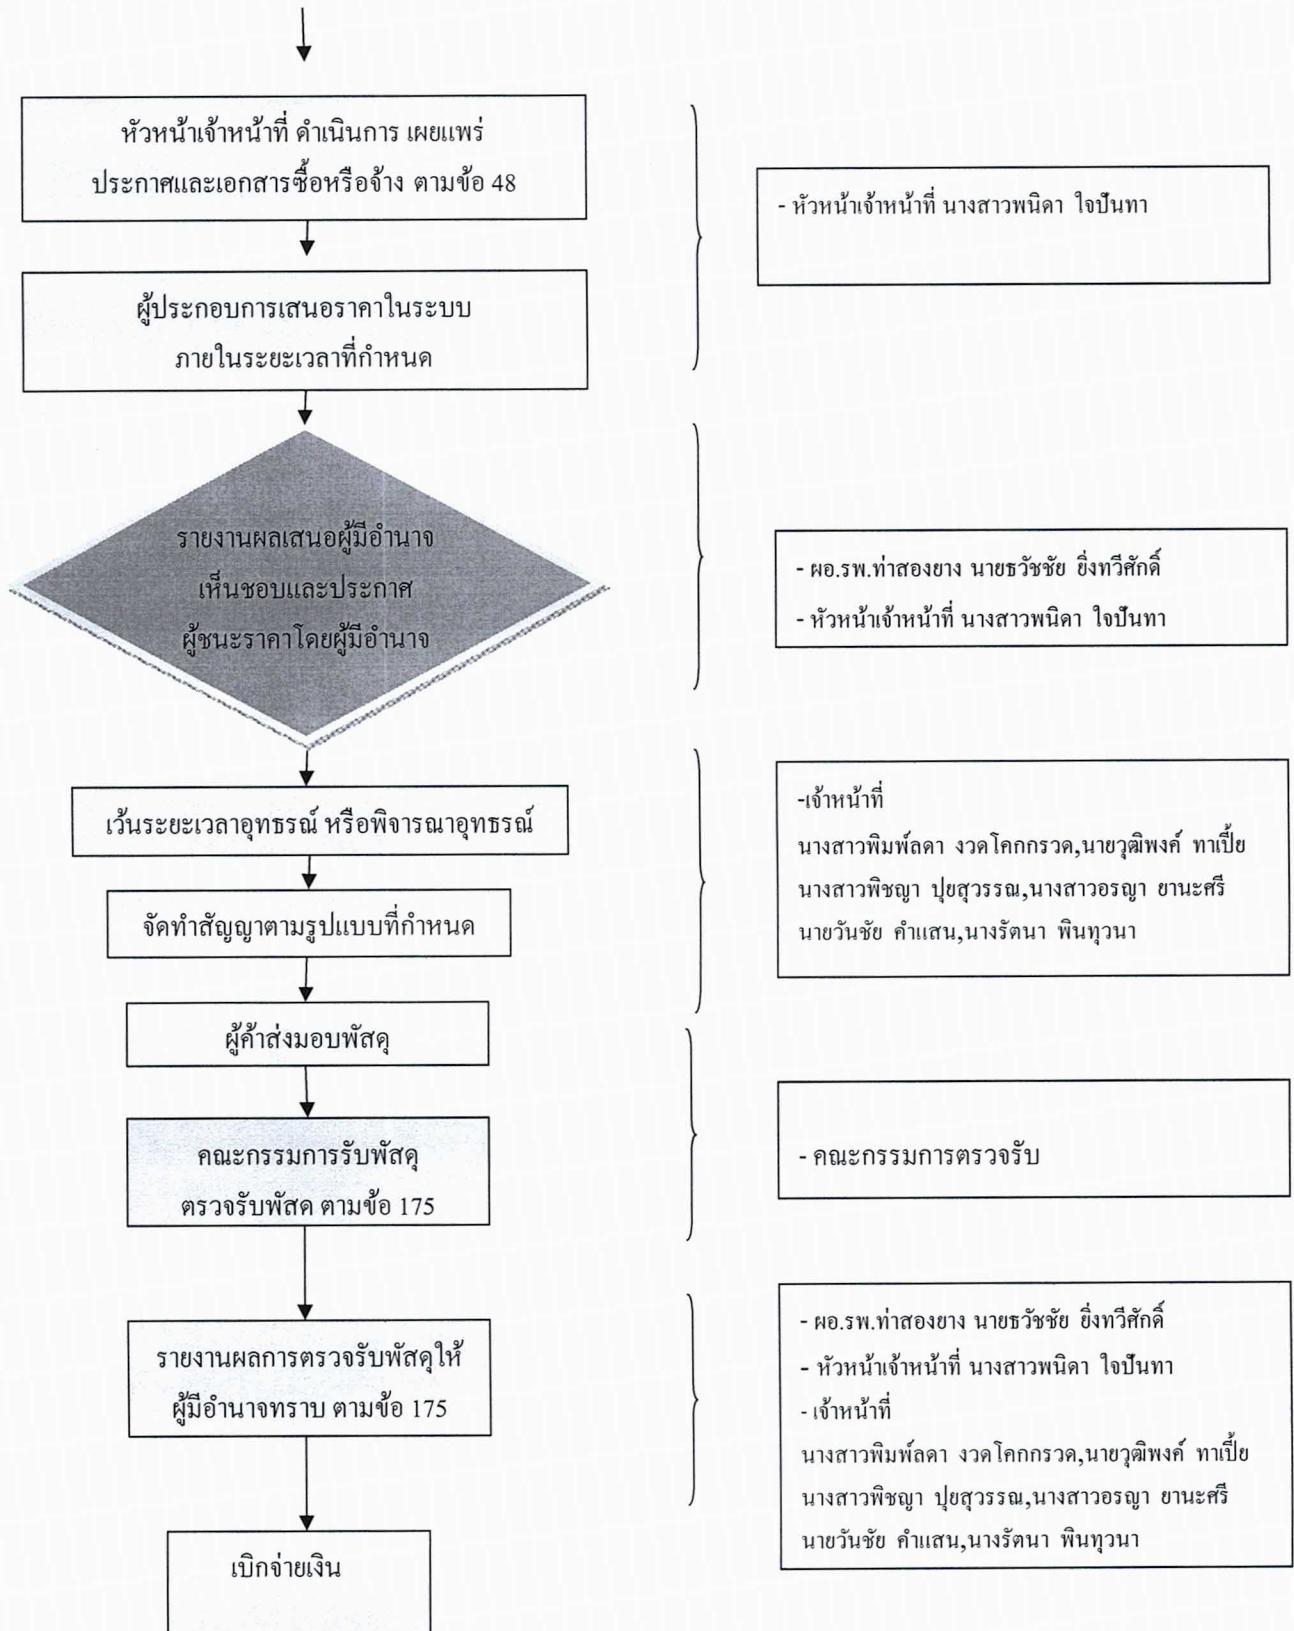 หัวหน้าเจ้าหน้าที่ ดำเนินการ เผยแพร่
ประกาศและเอกสารซื้อหรือจ้าง ตามข้อ 48
- หัวหน้าเจ้าหน้าที่ นางสาวพนิดา ใจปันทา
ผู้ประกอบการเสนอราคาในระบบ
ภายในระยะเวลาที่กำหนด
รายงานผลเสนอผู้มีอำนาจ
เห็นชอบและประกาศ
ผู้ชนะราคาโดยผู้มีอำนาจ
- ผอ.รพ.ท่าสองยาง นายธวัชชัย ยิ่งทวีศักดิ์
- หัวหน้าเจ้าหน้าที่ นางสาวพนิดา ใจปันทา
เว้นระยะเวลาอุทธรณ์ หรือพิจารณาอุทธรณ์
จัดทำสัญญาตามรูปแบบที่กำหนด
-เจ้าหน้าที่
นางสาวพิมพ์ลดา งวดโคกกรวด,นายวุฒิพงค์ ทาเปี้ย
นางสาวพิชญา ปุยสุวรรณ,นางสาวอรญา ยานะศรี
นายวันชัย คำแสน,นางรัตนา พินทุวนา
ผู้ค้าส่งมอบพัสดุ
คณะกรรมการรับพัสดุ
ตรวจรับพัสด ตามข้อ 175
- คณะกรรมการตรวจรับ
รายงานผลการตรวจรับพัสดุให้
ผู้มีอำนาจทราบ ตามข้อ 175
- ผอ.รพ.ท่าสองยาง นายธวัชชัย ยิ่งทวีศักดิ์
- หัวหน้าเจ้าหน้าที่ นางสาวพนิดา ใจปันทา
- เจ้าหน้าที่
นางสาวพิมพ์ลดา งวดโคกกรวด,นายวุฒิพงค์ ทาเปี้ย
นางสาวพิชญา ปุยสุวรรณ,นางสาวอรญา ยานะศรี
นายวันชัย คำแสน,นางรัตนา พินทุวนา
เบิกจ่ายเงิน